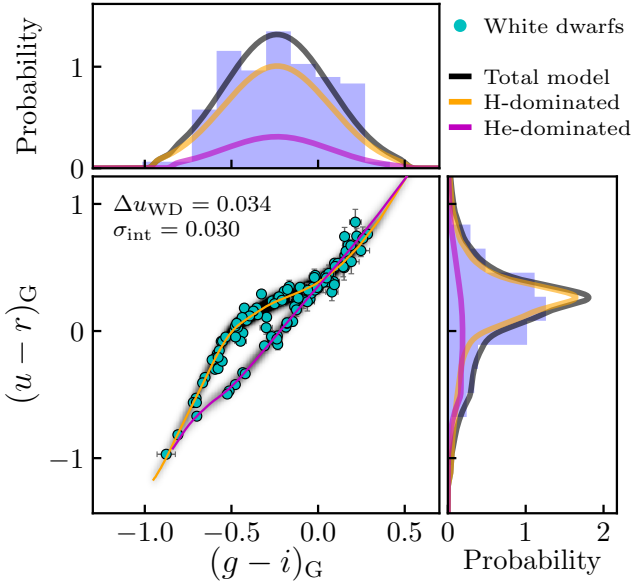 Probability
1
0
White dwarfs
Total model
H-dominated
He-dominated
Δu_WD = 0.034
σ_int = 0.030
(u − r)_G
1
0
−1
−1.0 −0.5 0.0 0.5
(g − i)_G
0 1 2
Probability